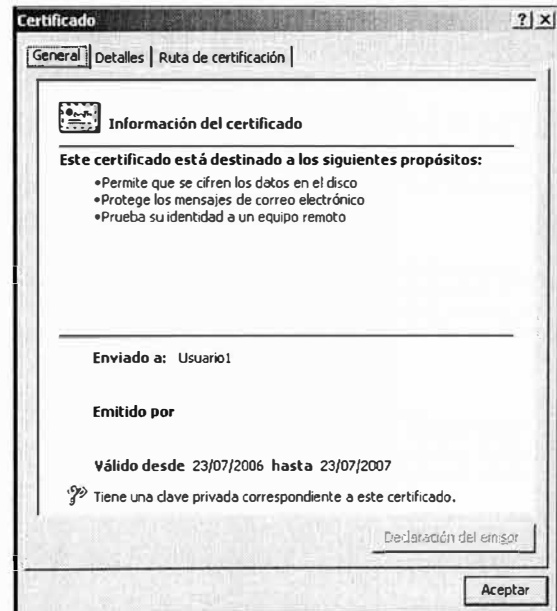 Certificado
General Detalles Ruta de certificación
Información del certificado
Este certificado está destinado a los siguientes propósitos:
•Permite que se cifren los datos en el disco
•Protege los mensajes de correo electrónico
•Prueba su identidad a un equipo remoto
Enviado a: Usuario1
Emitido por
Válido desde 23/07/2006 hasta 23/07/2007
Tiene una clave privada correspondiente a este certificado.
Declaración del emisor
Aceptar